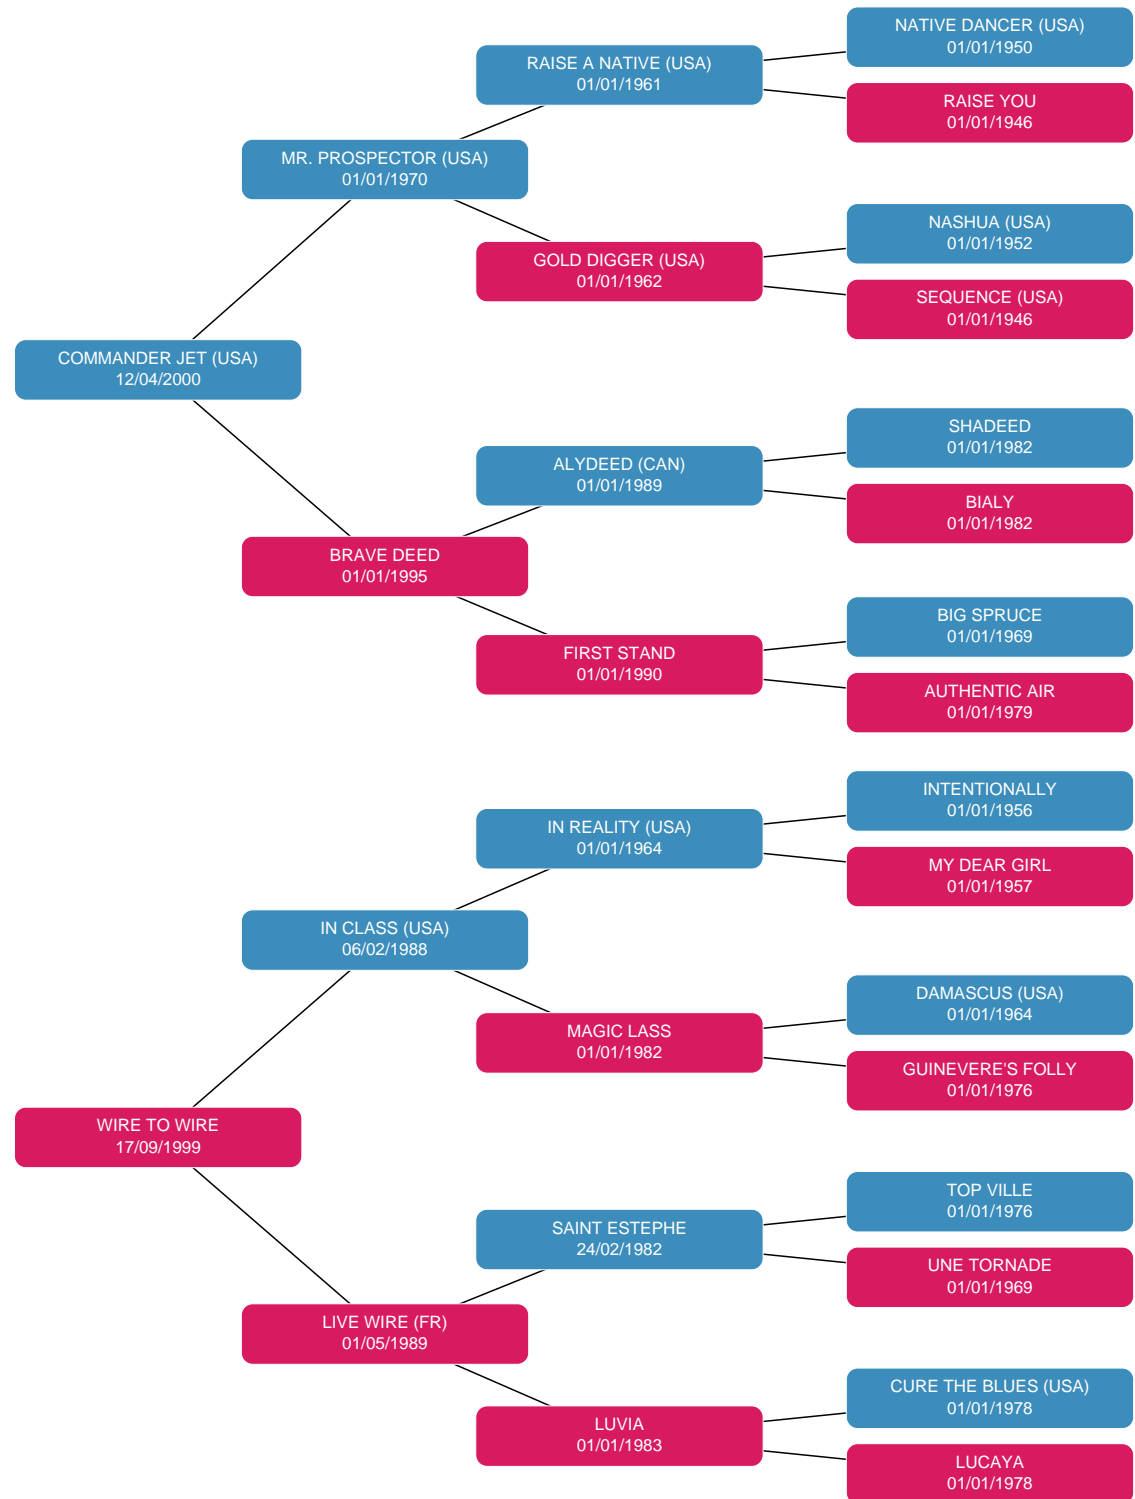 NATIVE DANCER (USA)
01/01/1950
RAISE A NATIVE (USA)
01/01/1961
RAISE YOU
01/01/1946
MR. PROSPECTOR (USA)
01/01/1970
NASHUA (USA)
01/01/1952
GOLD DIGGER (USA)
01/01/1962
SEQUENCE (USA)
01/01/1946
COMMANDER JET (USA)
12/04/2000
SHADEED
01/01/1982
ALYDEED (CAN)
01/01/1989
BIALY
01/01/1982
BRAVE DEED
01/01/1995
BIG SPRUCE
01/01/1969
FIRST STAND
01/01/1990
AUTHENTIC AIR
01/01/1979
INTENTIONALLY
01/01/1956
IN REALITY (USA)
01/01/1964
MY DEAR GIRL
01/01/1957
IN CLASS (USA)
06/02/1988
DAMASCUS (USA)
01/01/1964
MAGIC LASS
01/01/1982
GUINEVERE'S FOLLY
01/01/1976
WIRE TO WIRE
17/09/1999
TOP VILLE
01/01/1976
SAINT ESTEPHE
24/02/1982
UNE TORNADE
01/01/1969
LIVE WIRE (FR)
01/05/1989
CURE THE BLUES (USA)
01/01/1978
LUVIA
01/01/1983
LUCAYA
01/01/1978